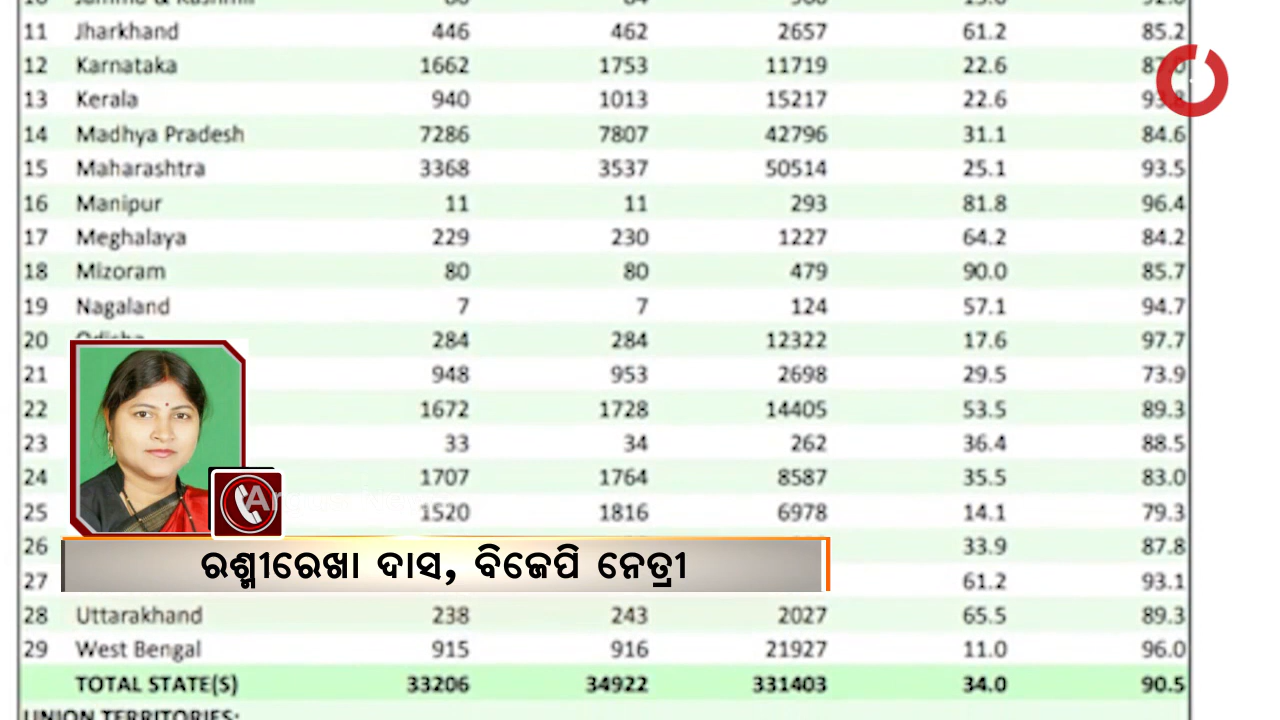 11 Jharkhand 446 462 2657 61.2 85.2
12 Karnataka 1662 1753 11719 22.6
13 Kerala 940 1013 15217 22.6
14 Madhya Pradesh 7286 7807 42796 31.1 84.6
15 Maharashtra 3368 3537 50514 25.1 93.5
16 Manipur 11 11 293 81.8 96.4
17 Meghalaya 229 230 1227 64.2 84.2
18 Mizoram 80 80 479 90.0 85.7
19 Nagaland 7 7 124 57.1 94.7
20 Odisha 284 284 12322 17.6 97.7
21 948 953 2698 29.5 73.9
22 1672 1728 14405 53.5 89.3
23 33 34 262 36.4 88.5
24 1707 1764 8587 35.5 83.0
25 1520 1816 6978 14.1 79.3
26 33.9 87.8
27 61.2 93.1
ରଶ୍ମୀରେଖା ଦାସ, ବିଜେପି ନେତ୍ରୀ
28 Uttarakhand 238 243 2027 65.5 89.3
29 West Bengal 915 916 21927 11.0 96.0
TOTAL STATE(S) 33206 34922 331403 34.0 90.5
UNION TERRITORIES: